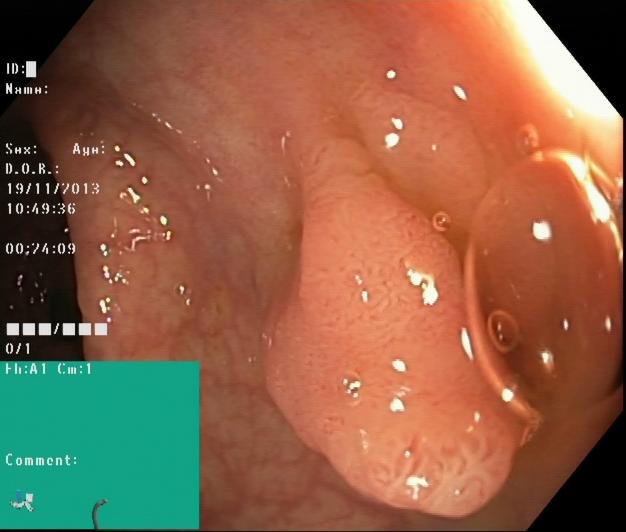 ID:
Name:
Sex: Age:
D.O.B.:
19/11/2013
10:49:36
00:24:09
/
0/1
Eh:A1 Cm:1
Comment: